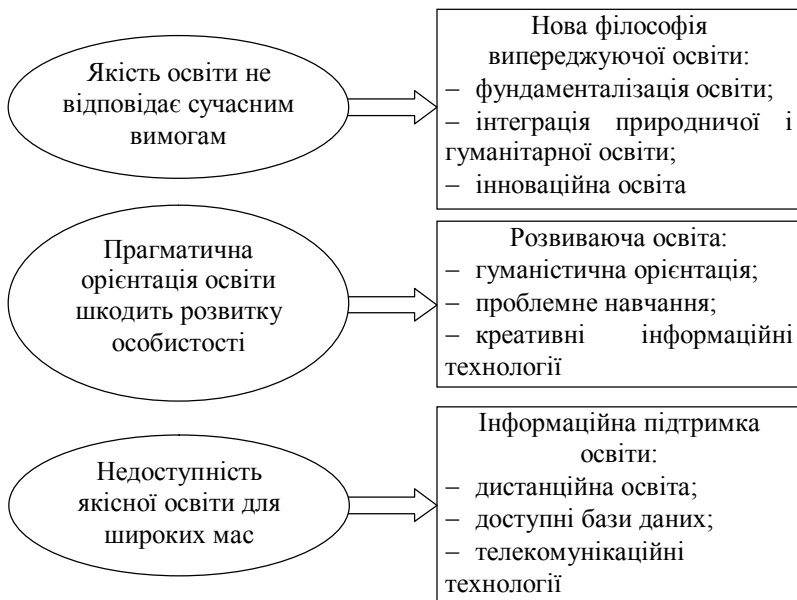 Якість освіти не
відповідає сучасним
вимогам
Нова філософія
випереджуючої освіти:
– фундаменталізація освіти;
– інтеграція природничої і
гуманітарної освіти;
– інноваційна освіта
Прагматична
орієнтація освіти
шкодить розвитку
особистості
Розвиваюча освіта:
– гуманістична орієнтація;
– проблемне навчання;
– креативні інформаційні
технології
Недоступність
якісної освіти для
широких мас
Інформаційна підтримка
освіти:
– дистанційна освіта;
– доступні бази даних;
– телекомунікаційні
технології